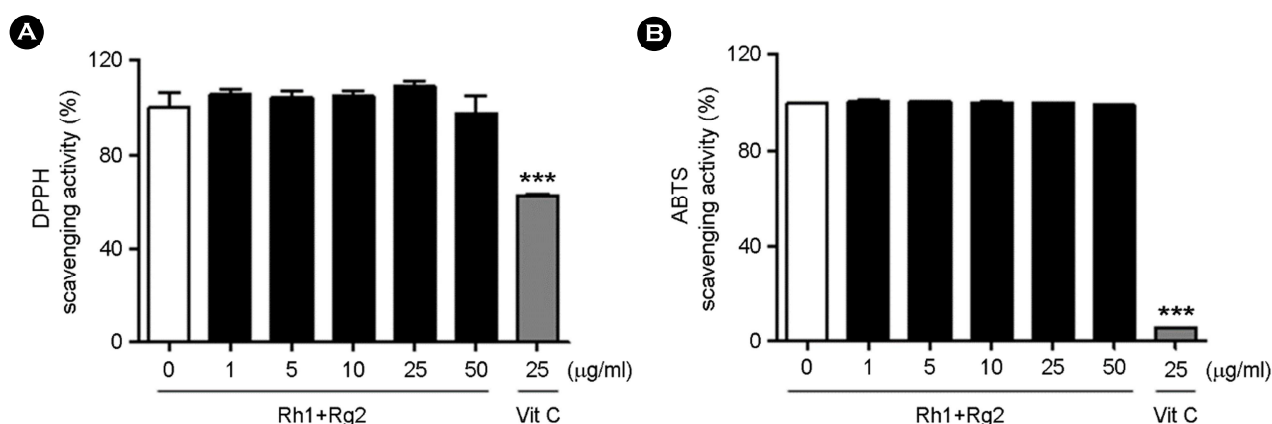 A
DPPH
scavenging activity (%)
120
80
40
0
0 1 5 10 25 50 25 (μg/ml)
Rh1+Rg2 Vit C
***
B
ABTS
scavenging activity (%)
120
80
40
0
0 1 5 10 25 50 25 (μg/ml)
Rh1+Rg2 Vit C
***